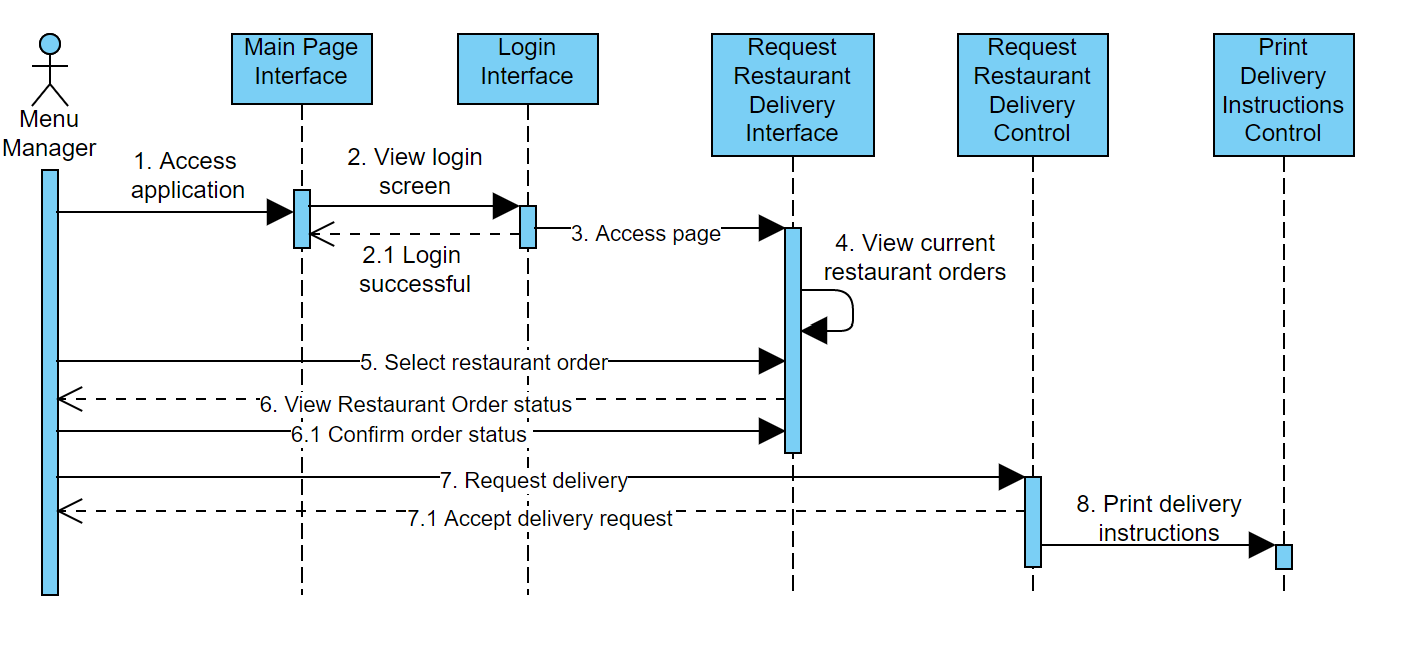 Menu
Manager
Main Page
Interface
Login
Interface
Request
Restaurant
Delivery
Interface
Request
Restaurant
Delivery
Control
Print
Delivery
Instructions
Control
1. Access
application
2. View login
screen
2.1 Login
successful
3. Access page
4. View current
restaurant orders
5. Select restaurant order
6. View Restaurant Order status
6.1 Confirm order status
7. Request delivery
7.1 Accept delivery request
8. Print delivery
instructions